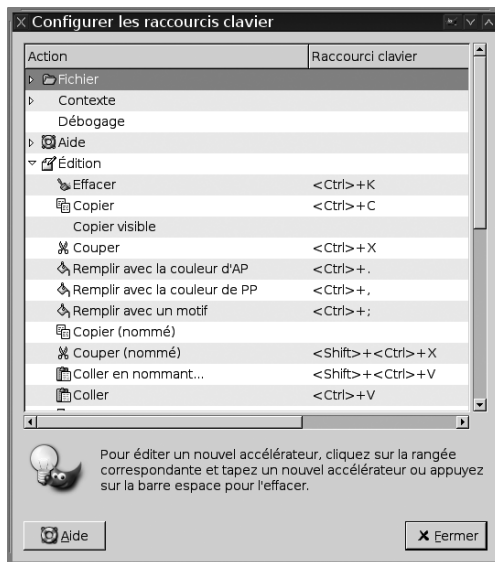 Configurer les raccourcis clavier
Action Raccourci clavier
Fichier
Contexte
Débogage
Aide
Édition
Effacer <Ctrl>+K
Copier <Ctrl>+C
Copier visible
Couper <Ctrl>+X
Remplir avec la couleur d'AP <Ctrl>+.
Remplir avec la couleur de PP <Ctrl>+,
Remplir avec un motif <Ctrl>+;
Copier (nommé)
Couper (nommé) <Shift>+<Ctrl>+X
Coller en nommant... <Shift>+<Ctrl>+V
Coller <Ctrl>+V
Pour éditer un nouvel accélérateur, cliquez sur la rangée
correspondante et tapez un nouvel accélérateur ou appuyez
sur la barre espace pour l'effacer.
Aide Fermer